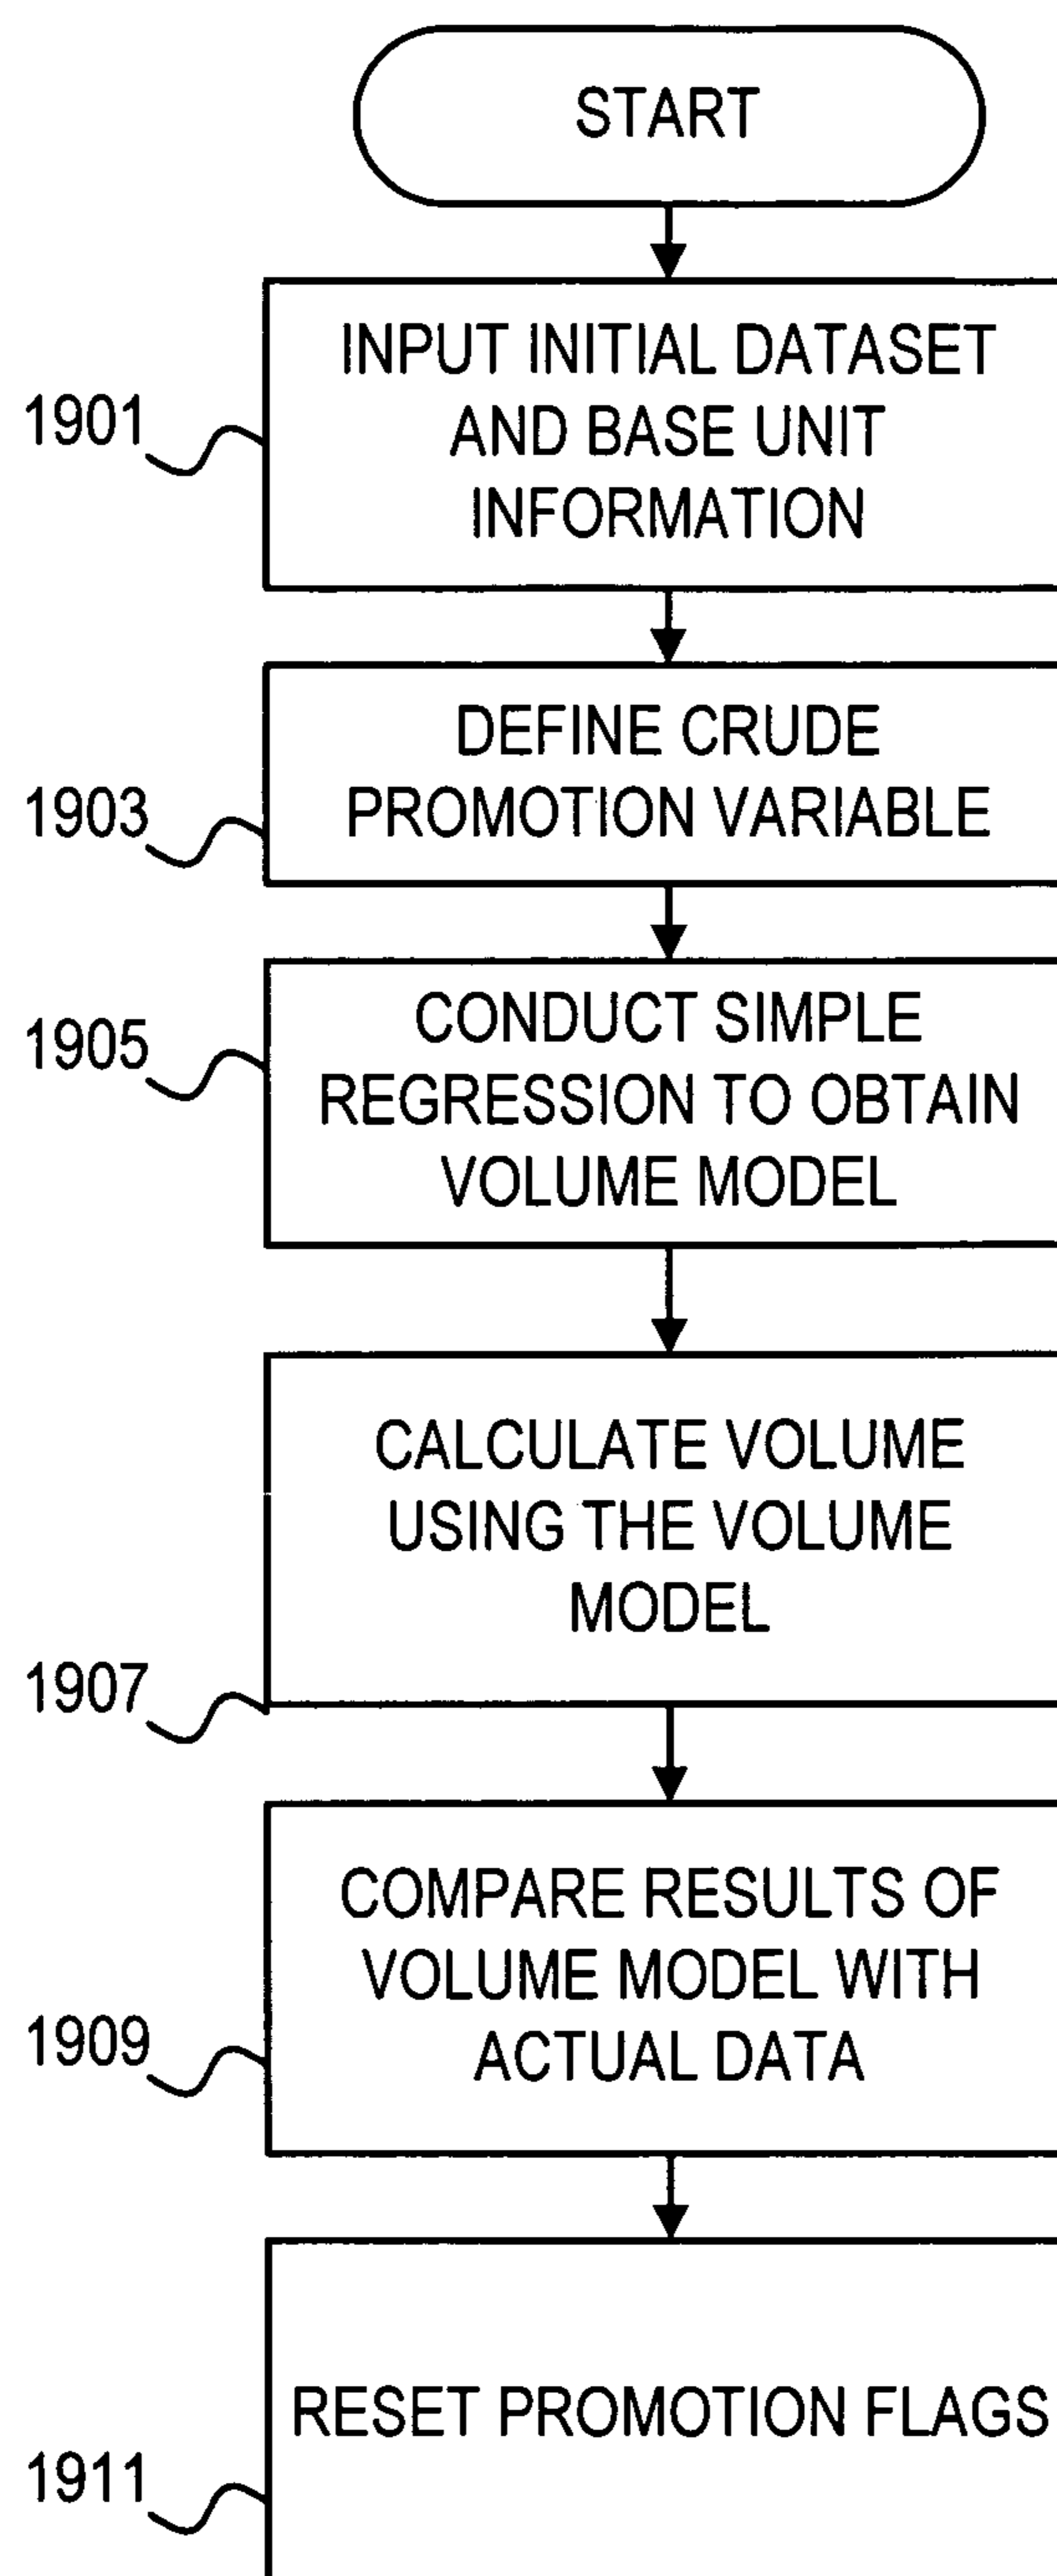 START
1901
INPUT INITIAL DATASET
AND BASE UNIT
INFORMATION
1903
DEFINE CRUDE
PROMOTION VARIABLE
1905
CONDUCT SIMPLE
REGRESSION TO OBTAIN
VOLUME MODEL
CALCULATE VOLUME
USING THE VOLUME
MODEL
1907
COMPARE RESULTS OF
VOLUME MODEL WITH
ACTUAL DATA
1909
RESET PROMOTION FLAGS
1911